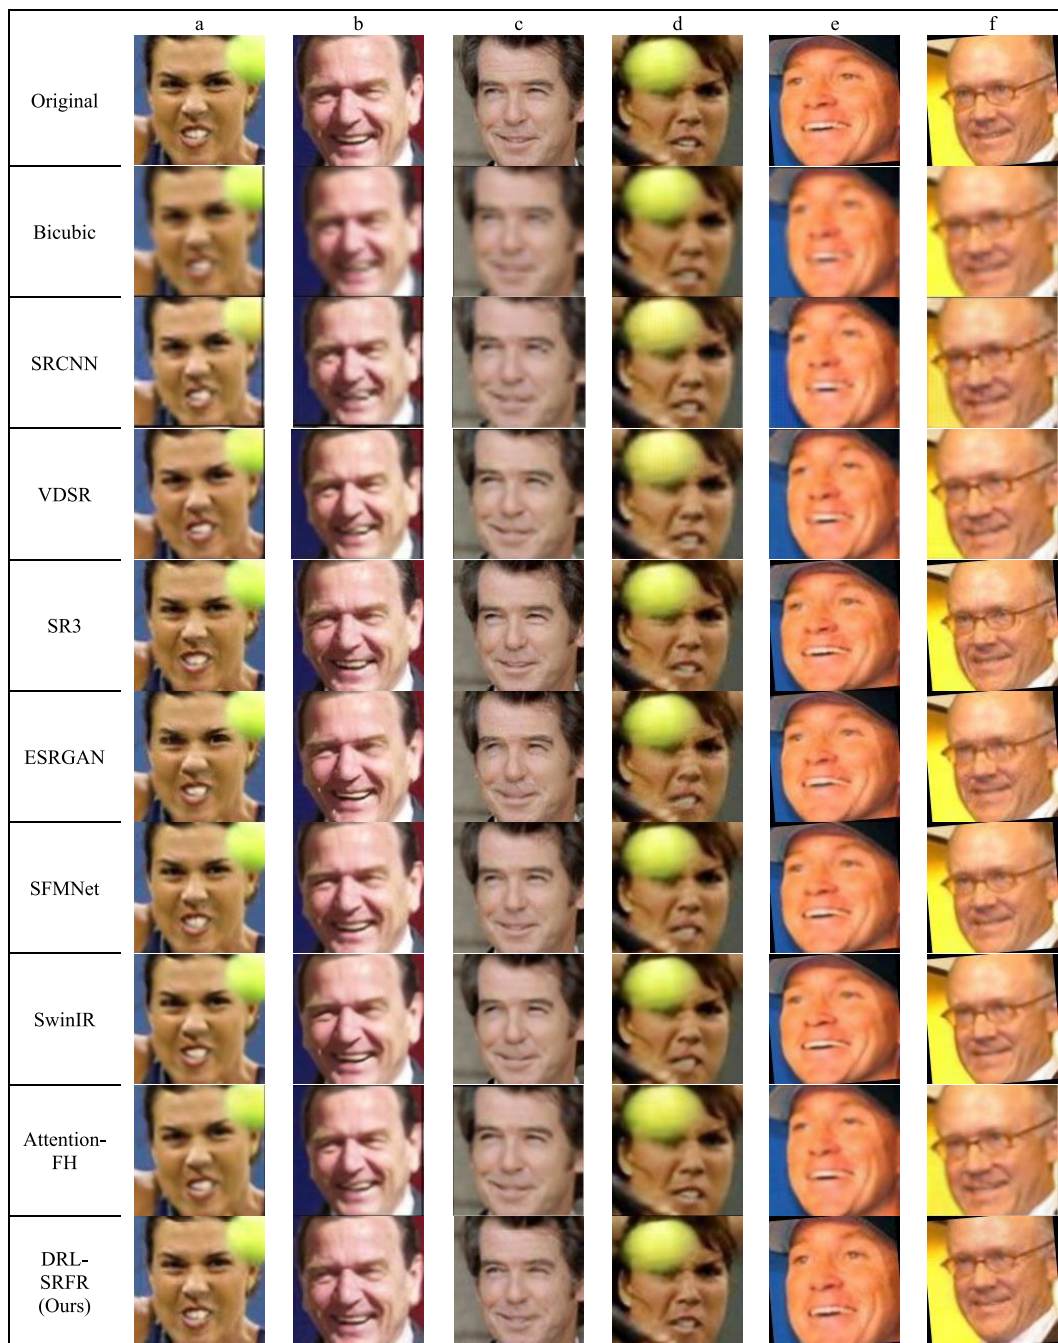 a b c d e f
Original
Bicubic
SRCNN
VDSR
SR3
ESRGAN
SFMNet
SwinIR
Attention-
FH
DRL-
SRFR
(Ours)